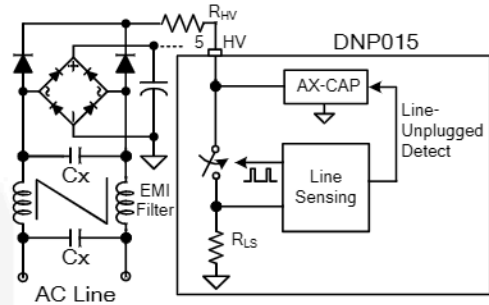 RHV
5 HV
DNP015
AX-CAP
Line-
Unplugged
Detect
Cx
EMI
Filter
Line
Sensing
Cx
RLS
AC Line